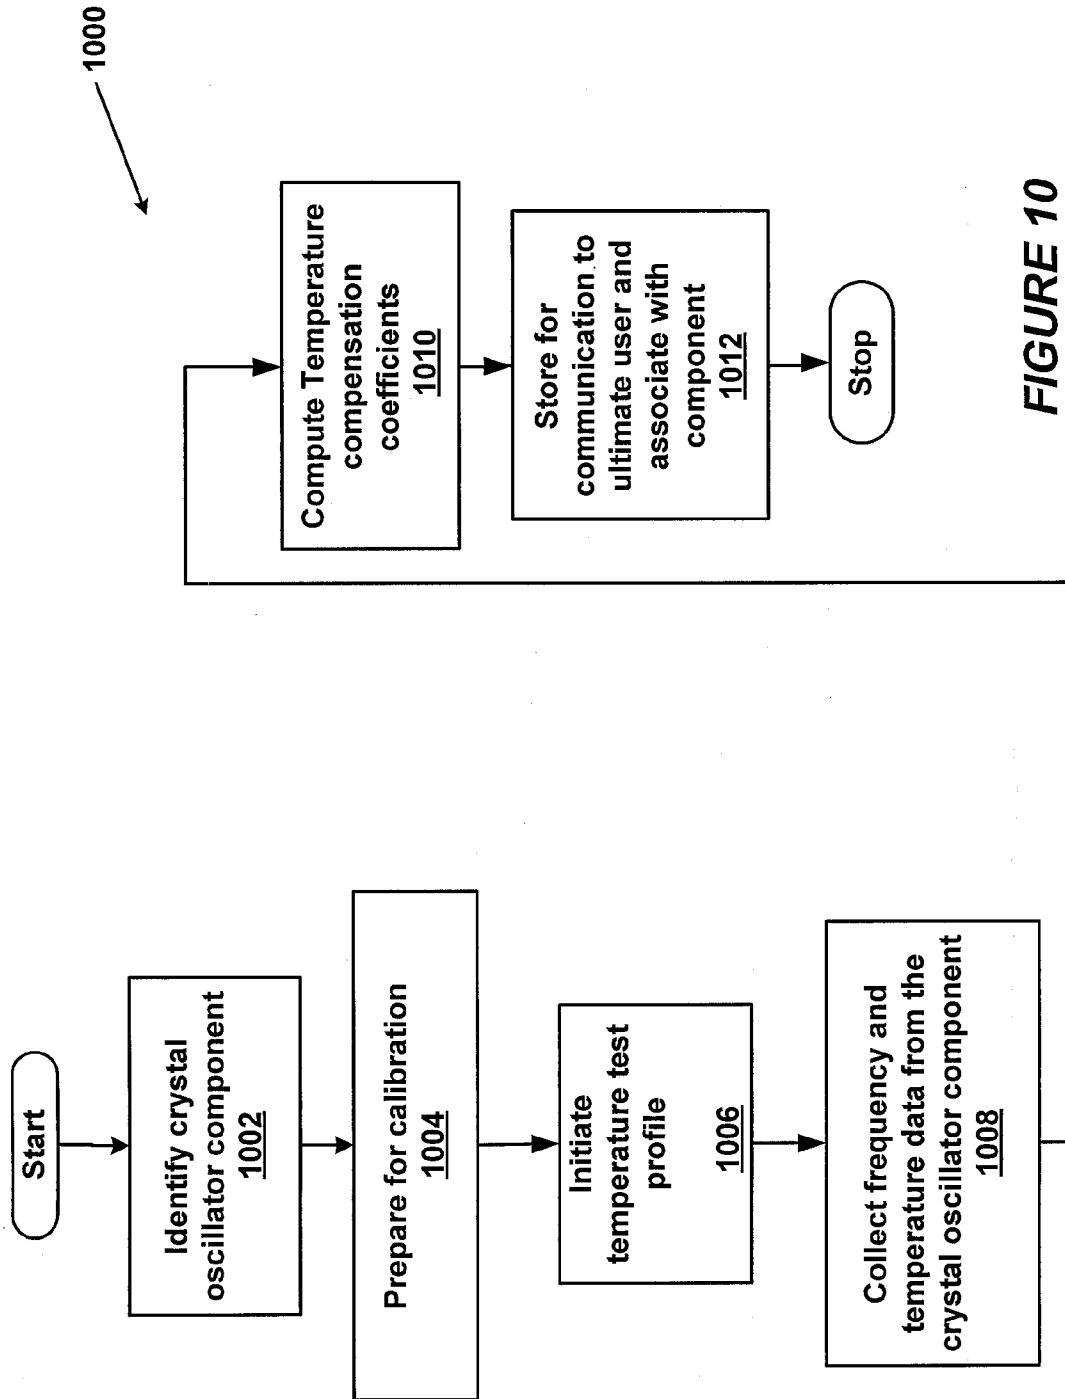 1000
Start
Identify crystal
oscillator component
1002
Prepare for calibration
1004
Initiate
temperature test
profile
1006
Collect frequency and
temperature data from the
crystal oscillator component
1008
Compute Temperature
compensation
coefficients
1010
Store for
communication to
ultimate user and
associate with
component
1012
Stop
FIGURE 10